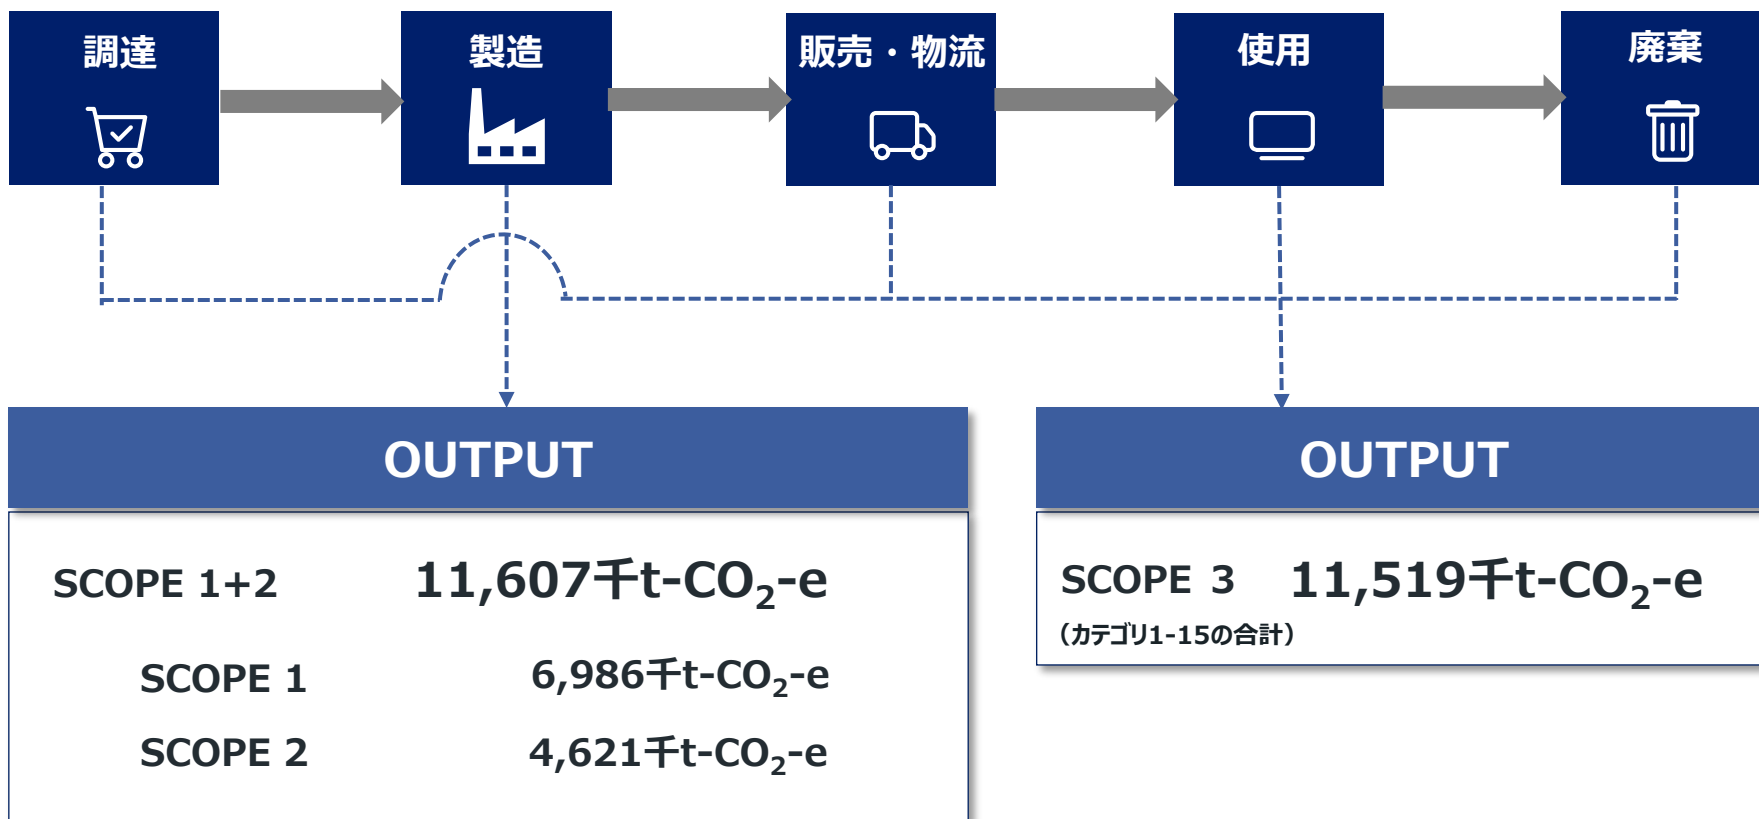 調達
製造
販売・物流
使用
廃棄
OUTPUT
SCOPE 1+2 11,607千t-CO₂-e
SCOPE 1 6,986千t-CO₂-e
SCOPE 2 4,621千t-CO₂-e
OUTPUT
SCOPE 3 11,519千t-CO₂-e
（カテゴリ1-15の合計）